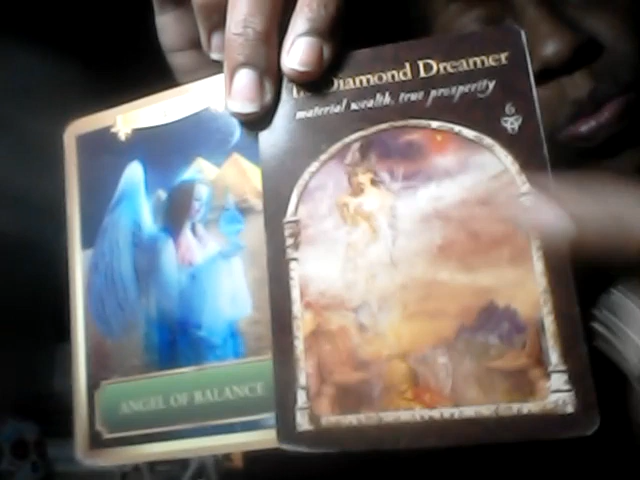 Diamond Dreamer
material wealth, true prosperity
6
ANGEL OF BALANCE